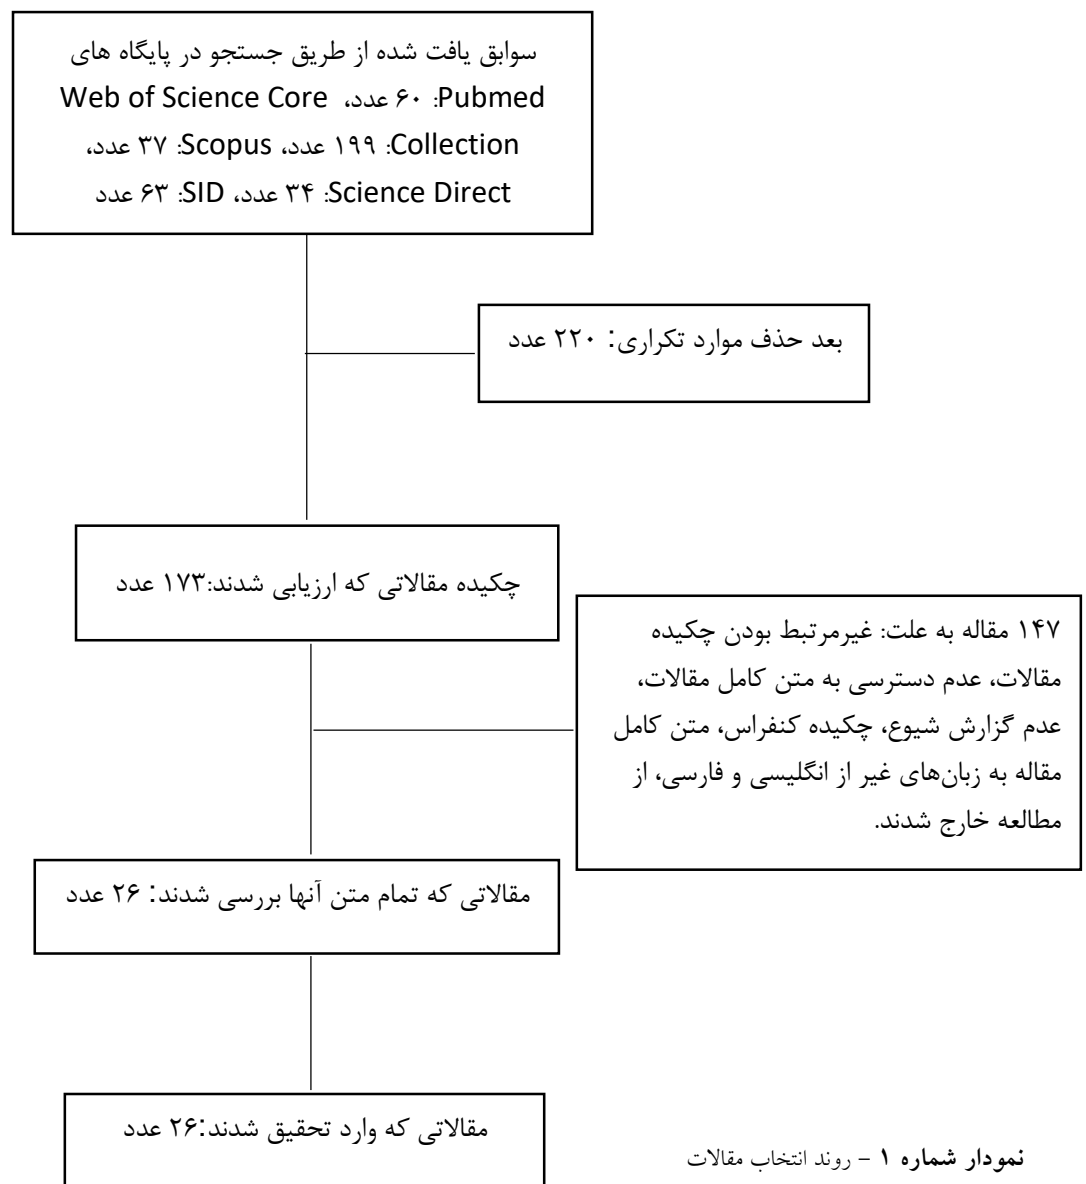 سوابق یافت شده از طریق جستجو در پایگاه های
Pubmed: ۶۰ عدد، Web of Science Core
Collection: ۱۹۹ عدد، Scopus: ۳۷ عدد،
Science Direct: ۳۴ عدد، SID: ۶۳ عدد
بعد حذف موارد تکراری: ۲۲۰ عدد
چکیده مقالاتی که ارزیابی شدند:۱۷۳ عدد
۱۴۷ مقاله به علت: غیرمرتبط بودن چکیده
مقالات، عدم دسترسی به متن کامل مقالات،
عدم گزارش شیوع، چکیده کنفراس، متن کامل
مقاله به زبان‌های غیر از انگلیسی و فارسی، از
مطالعه خارج شدند.
مقالاتی که تمام متن آنها بررسی شدند: ۲۶ عدد
مقالاتی که وارد تحقیق شدند:۲۶ عدد
نمودار شماره ۱ - روند انتخاب مقالات